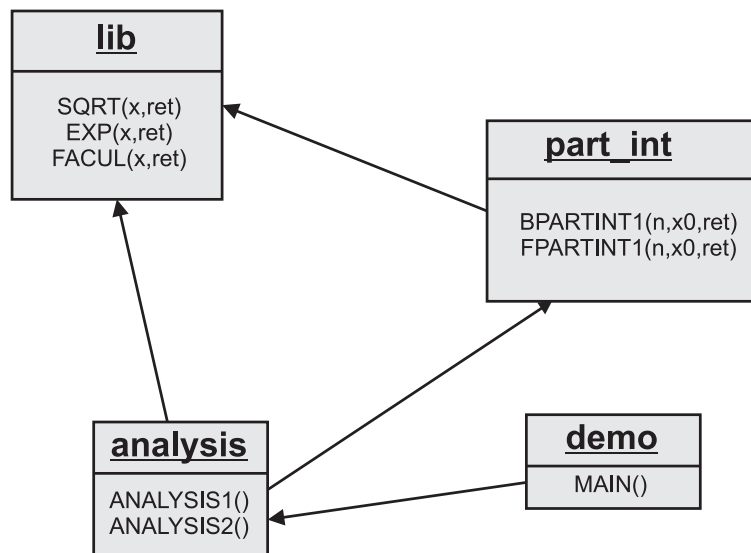 lib
SQRT(x,ret)
EXP(x,ret)
FACUL(x,ret)
part_int
BPARTINT1(n,x0,ret)
FPARTINT1(n,x0,ret)
analysis
ANALYSIS1()
ANALYSIS2()
demo
MAIN()